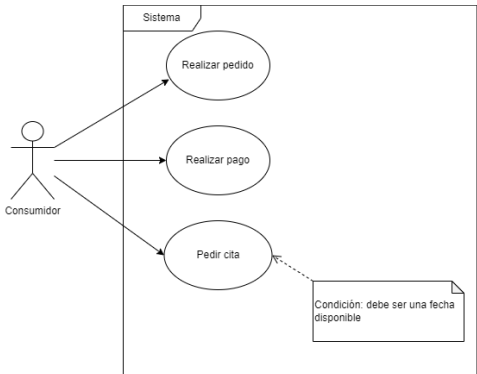 Sistema
Realizar pedido
Realizar pago
Consumidor
Pedir cita
Condición: debe ser una fecha
disponible